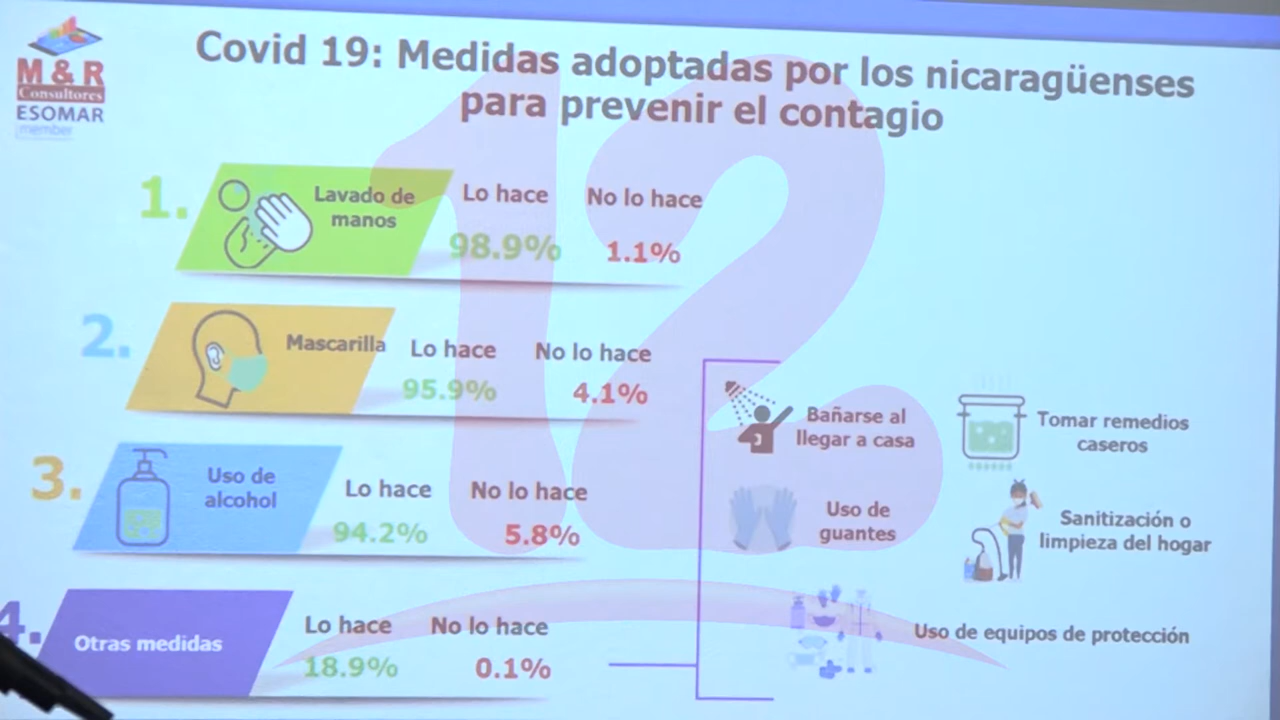 M & R
Consultores
ESOMAR
member
Covid 19: Medidas adoptadas por los nicaragüenses
para prevenir el contagio
12
1.
Lavado de
manos
Lo hace
No lo hace
98.9%
1.1%
2.
Mascarilla
Lo hace
No lo hace
95.9%
4.1%
3.
Uso de
alcohol
Lo hace
No lo hace
94.2%
5.8%
4.
Otras medidas
Lo hace
No lo hace
18.9%
0.1%
Bañarse al
llegar a casa
Tomar remedios
caseros
Uso de
guantes
Sanitización o
limpieza del hogar
Uso de equipos de protección